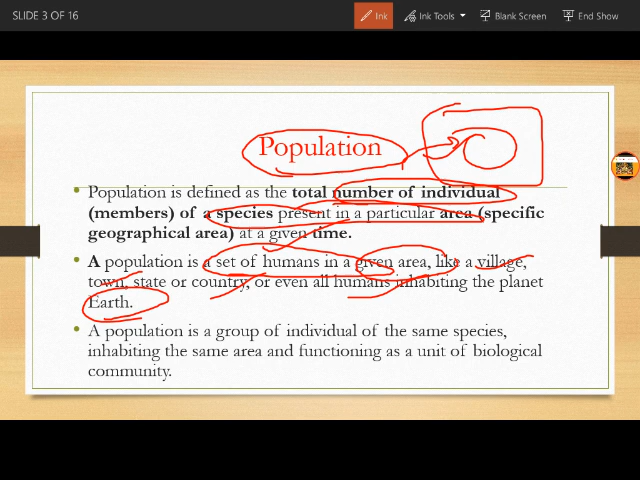 SLIDE 3 OF 16
Ink
Ink Tools
Blank Screen
End Show
Population
• Population is defined as the total number of individual
(members) of a species present in a particular area (specific
geographical area) at a given time.
• A population is a set of humans in a given area, like a village,
town, state or country, or even all humans inhabiting the planet
Earth.
• A population is a group of individual of the same species,
inhabiting the same area and functioning as a unit of biological
community.